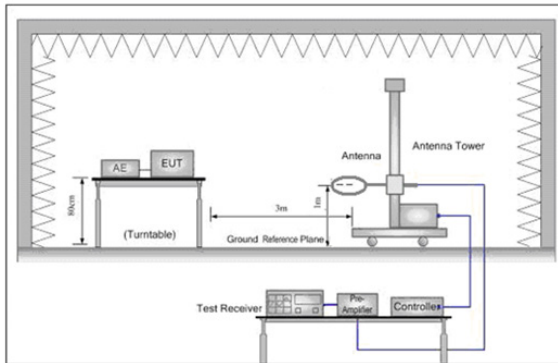 Antenna Tower
Antenna
EUT
AE
80cm
(Turntable)
3m
1m
Ground Reference Plane
Test Receiver
Pre-
Amplifier
Controller